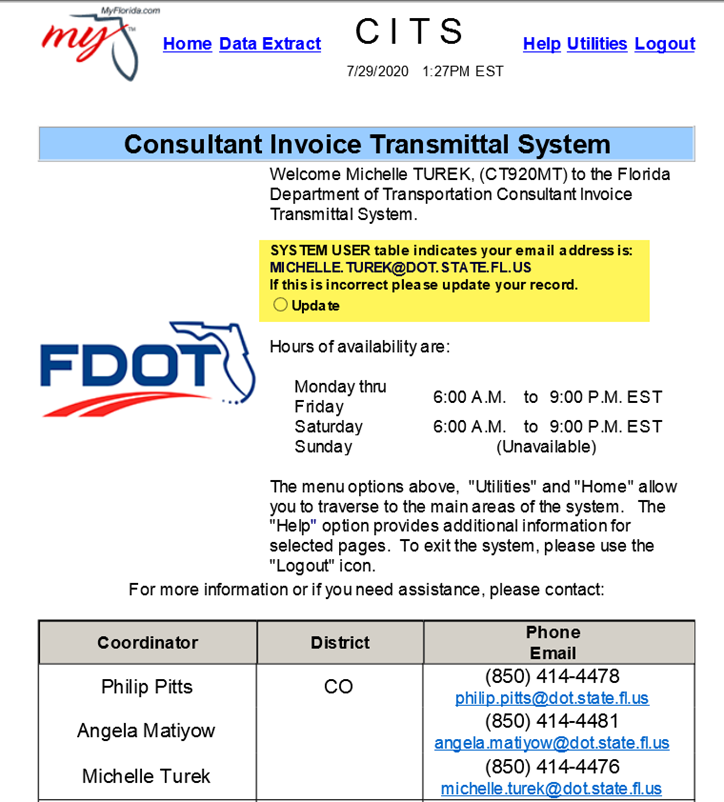 MyFlorida.com
my TM
Home Data Extract
C I T S
Help Utilities Logout
7/29/2020 1:27PM EST
Consultant Invoice Transmittal System
Welcome Michelle TUREK, (CT920MT) to the Florida
Department of Transportation Consultant Invoice
Transmittal System.
SYSTEM USER table indicates your email address is:
MICHELLE.TUREK@DOT.STATE.FL.US
If this is incorrect please update your record.
Update
FDOT
Hours of availability are:
Monday thru
Friday
6:00 A.M. to 9:00 P.M. EST
Saturday 6:00 A.M. to 9:00 P.M. EST
Sunday (Unavailable)
The menu options above, "Utilities" and "Home" allow
you to traverse to the main areas of the system. The
"Help" option provides additional information for
selected pages. To exit the system, please use the
"Logout" icon.
For more information or if you need assistance, please contact:
Coordinator District Phone
Email
Philip Pitts CO (850) 414-4478
philip.pitts@dot.state.fl.us
Angela Matiyow (850) 414-4481
angela.matiyow@dot.state.fl.us
Michelle Turek (850) 414-4476
michelle.turek@dot.state.fl.us